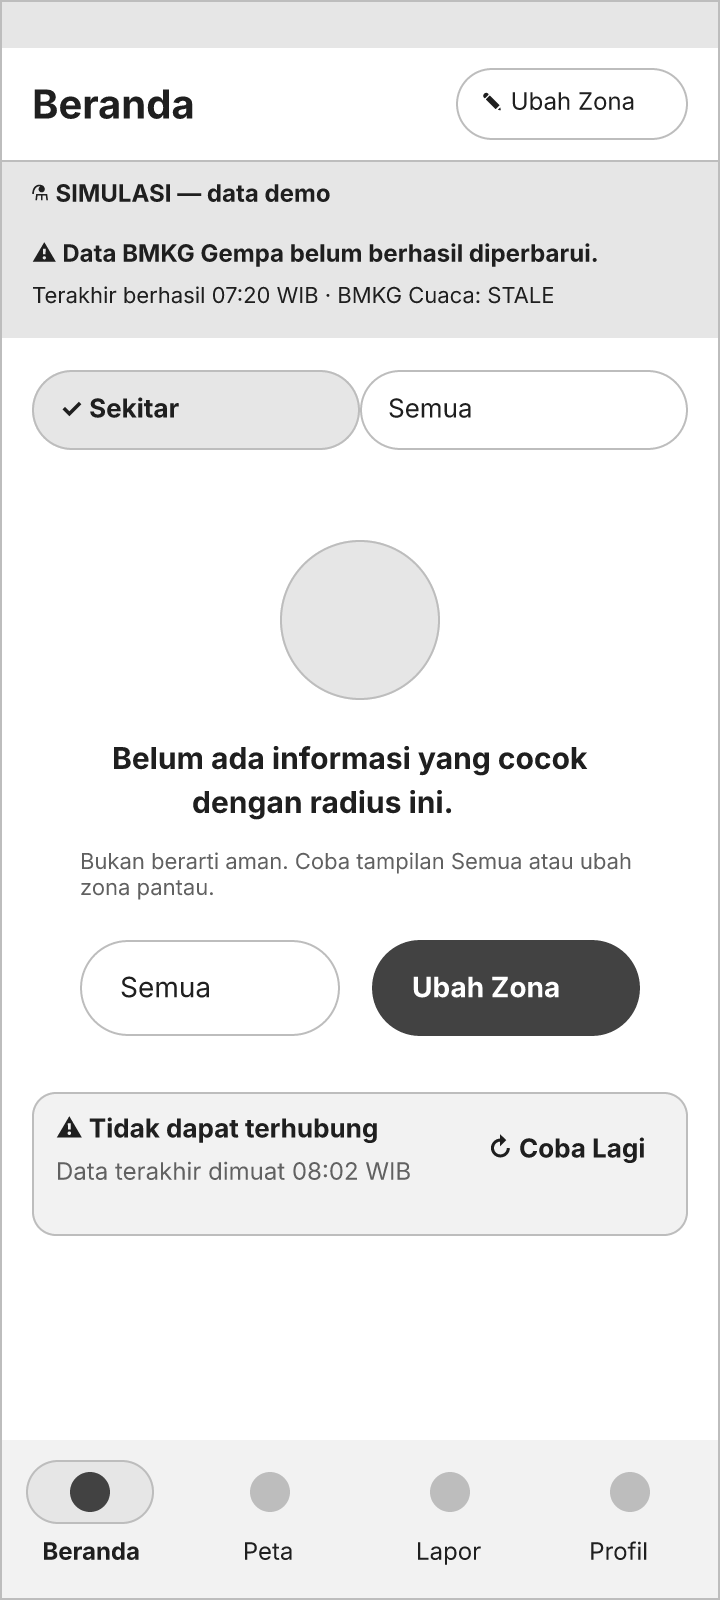 Beranda
✎ Ubah Zona
⚗ SIMULASI — data demo
⚠ Data BMKG Gempa belum berhasil diperbarui.
Terakhir berhasil 07:20 WIB · BMKG Cuaca: STALE
✓ Sekitar
Semua
Belum ada informasi yang cocok
dengan radius ini.
Bukan berarti aman. Coba tampilan Semua atau ubah
zona pantau.
Semua
Ubah Zona
⚠ Tidak dapat terhubung
Data terakhir dimuat 08:02 WIB
↻ Coba Lagi
Beranda
Peta
Lapor
Profil